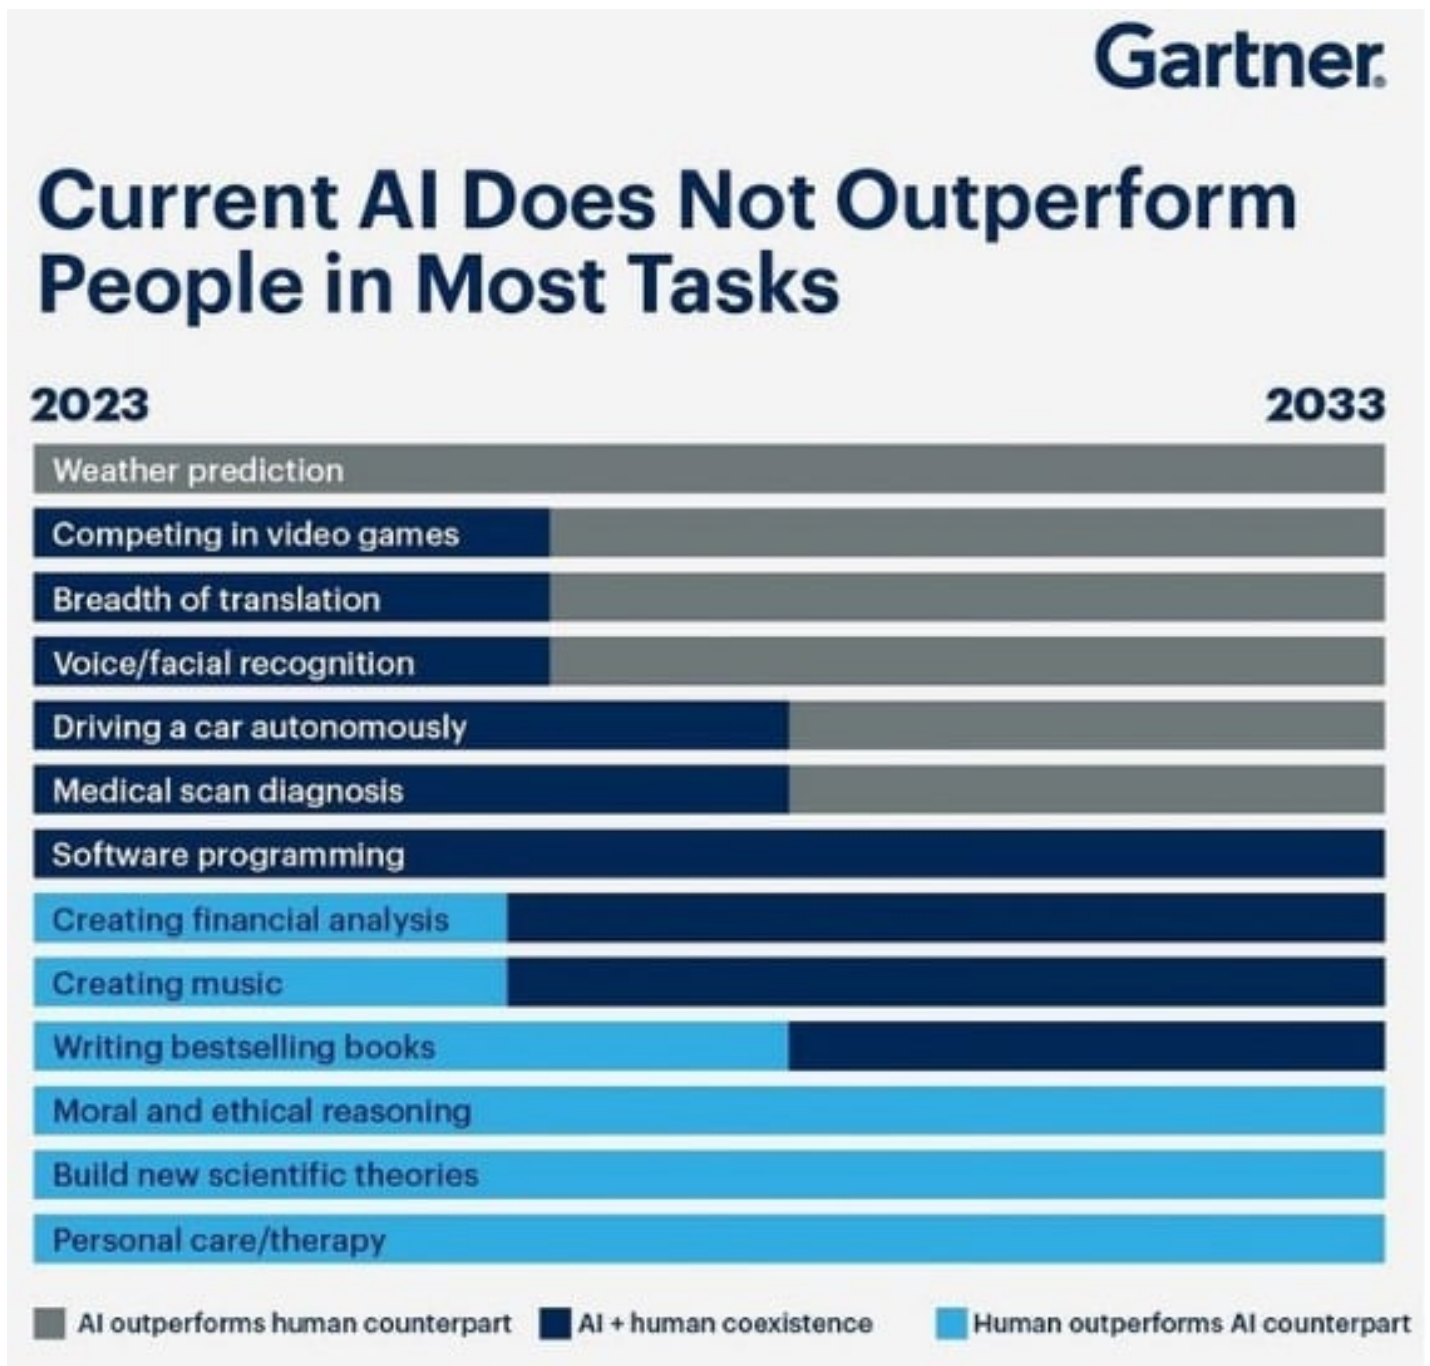 Gartner®
Current AI Does Not Outperform
People in Most Tasks
2023 2033
Weather prediction
Competing in video games
Breadth of translation
Voice/facial recognition
Driving a car autonomously
Medical scan diagnosis
Software programming
Creating financial analysis
Creating music
Writing bestselling books
Moral and ethical reasoning
Build new scientific theories
Personal care/therapy
AI outperforms human counterpart AI + human coexistence Human outperforms AI counterpart